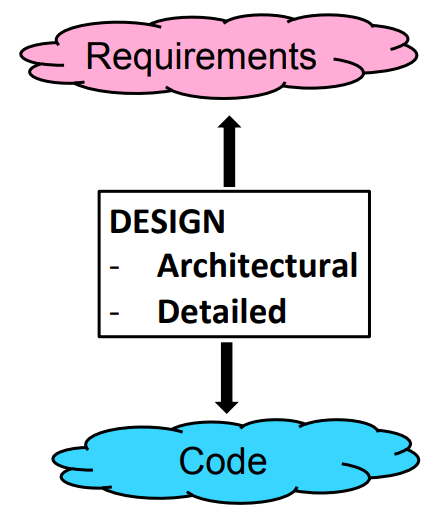 Requirements
DESIGN
- Architectural
- Detailed
Code